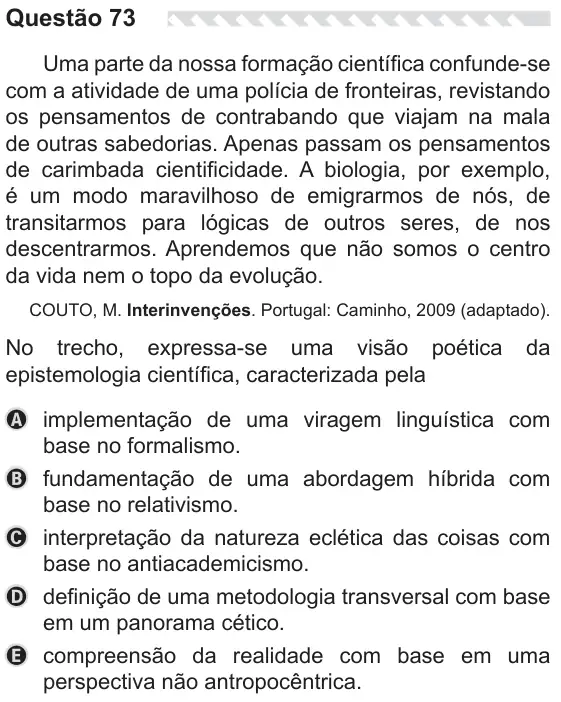 Questão 73
Uma parte da nossa formação científica confunde-se
com a atividade de uma polícia de fronteiras, revistando
os pensamentos de contrabando que viajam na mala
de outras sabedorias. Apenas passam os pensamentos
de carimbada cientificidade. A biologia, por exemplo,
é um modo maravilhoso de emigrarmos de nós, de
transitarmos para lógicas de outros seres, de nos
descentrarmos. Aprendemos que não somos o centro
da vida nem o topo da evolução.
COUTO, M. Interinvenções. Portugal: Caminho, 2009 (adaptado).
No trecho, expressa-se uma visão poética da
epistemologia científica, caracterizada pela
A implementação de uma viragem linguística com
base no formalismo.
B fundamentação de uma abordagem híbrida com
base no relativismo.
C interpretação da natureza eclética das coisas com
base no antiacademicismo.
D definição de uma metodologia transversal com base
em um panorama cético.
E compreensão da realidade com base em uma
perspectiva não antropocêntrica.